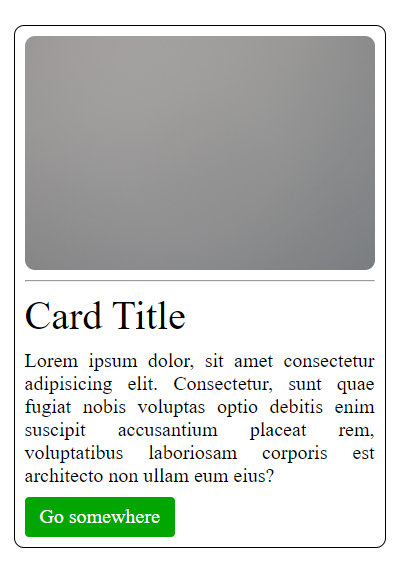 Card Title
Lorem ipsum dolor, sit amet consectetur
adipisicing elit. Consectetur, sunt quae
fugiat nobis voluptas optio debitis enim
suscipit accusantium placeat rem,
voluptatibus laboriosam corporis est
architecto non ullam eum eius?
Go somewhere